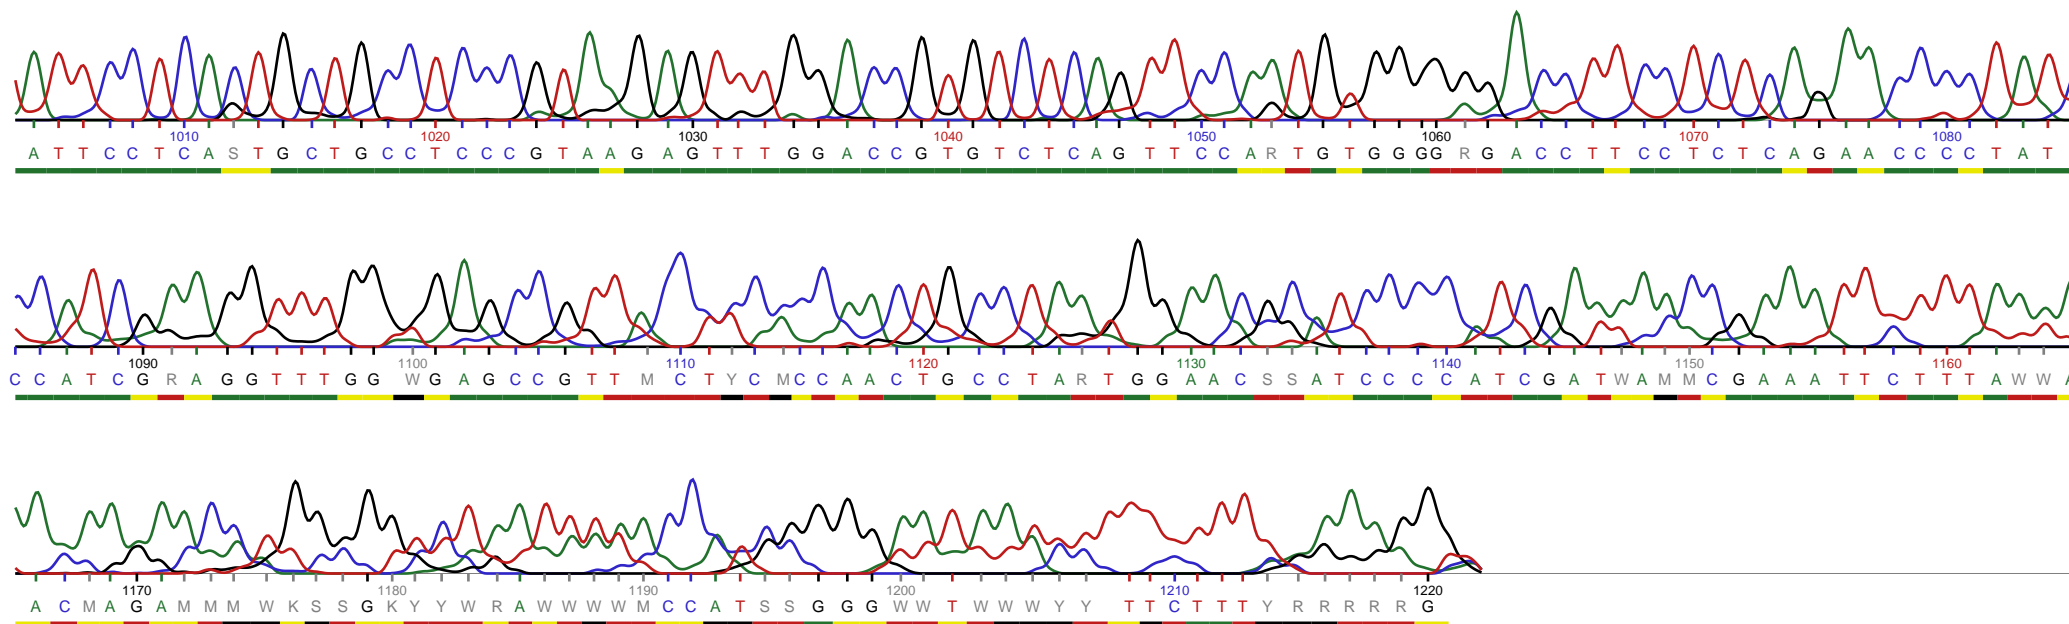 1010 1020 1030 1040 1050 1060 1070 1080
A T T C C T C A S T G C T G C C T C C C G T A A G A G T T T G G A C C G T G T C T C A G T T C C A R T G T G G G G R G A C C T T C C T C T C A G A A C C C C T A T
1090 1100 1110 1120 1130 1140 1150 1160
C C A T C G R A G G T T T G G W G A G C C G T T M C T Y C M C C A A C T G C C T A R T G G A A C S S A T C C C C A T C G A T W A M M C G A A A T T C T T T A W W A
1170 1180 1190 1200 1210 1220
A C M A G A M M M W K S S G K Y Y W R A W W W W M C C A T S S G G G W W T W W W Y Y T T C T T T Y R R R R R G